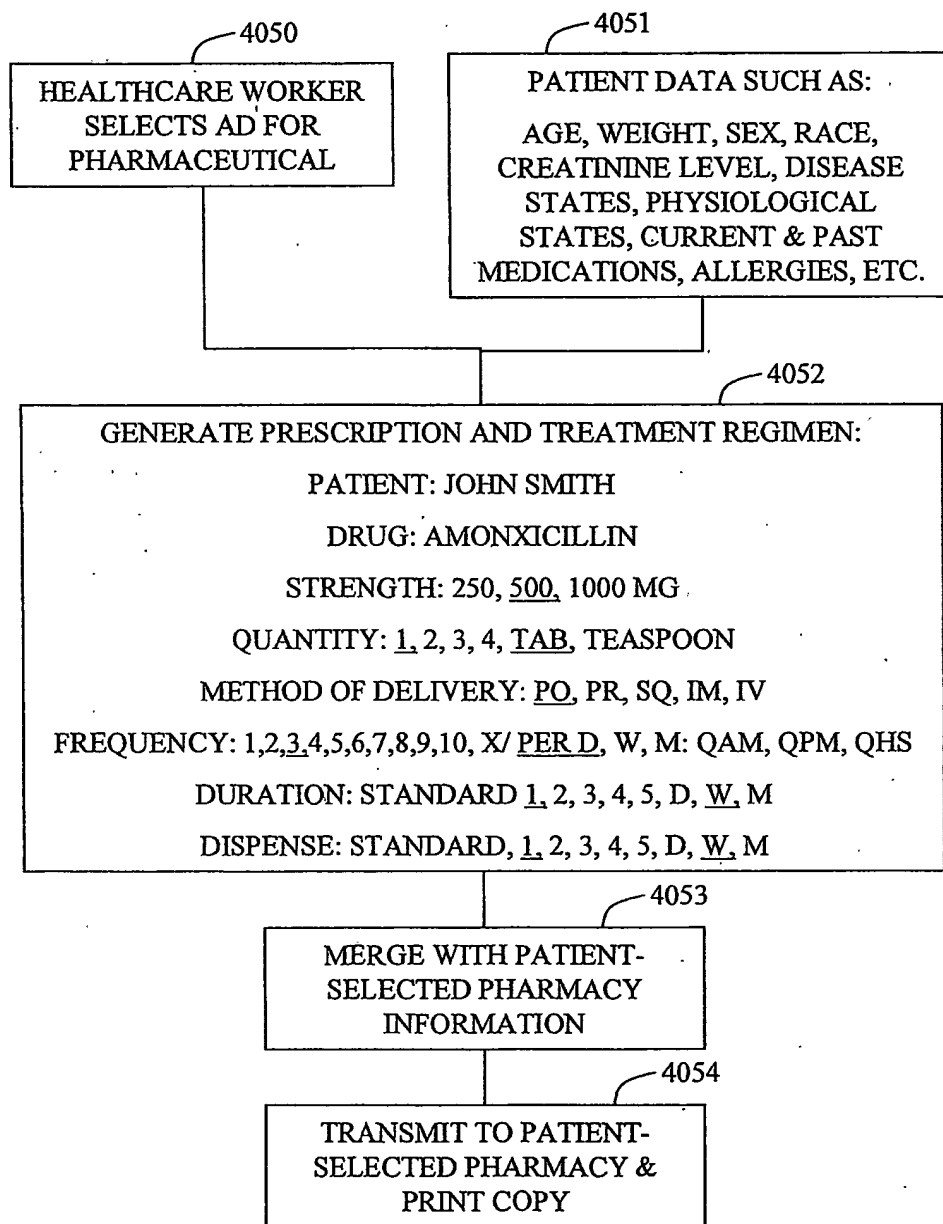 4050
HEALTHCARE WORKER
SELECTS AD FOR
PHARMACEUTICAL
4051
PATIENT DATA SUCH AS:
AGE, WEIGHT, SEX, RACE,
CREATININE LEVEL, DISEASE
STATES, PHYSIOLOGICAL
STATES, CURRENT & PAST
MEDICATIONS, ALLERGIES, ETC.
4052
GENERATE PRESCRIPTION AND TREATMENT REGIMEN:
PATIENT: JOHN SMITH
DRUG: AMONXICILLIN
STRENGTH: 250, 500, 1000 MG
QUANTITY: 1, 2, 3, 4, TAB, TEASPOON
METHOD OF DELIVERY: PO, PR, SQ, IM, IV
FREQUENCY: 1,2,3,4,5,6,7,8,9,10, X/ PER D, W, M: QAM, QPM, QHS
DURATION: STANDARD 1, 2, 3, 4, 5, D, W, M
DISPENSE: STANDARD, 1, 2, 3, 4, 5, D, W, M
4053
MERGE WITH PATIENT-
SELECTED PHARMACY
INFORMATION
4054
TRANSMIT TO PATIENT-
SELECTED PHARMACY &
PRINT COPY